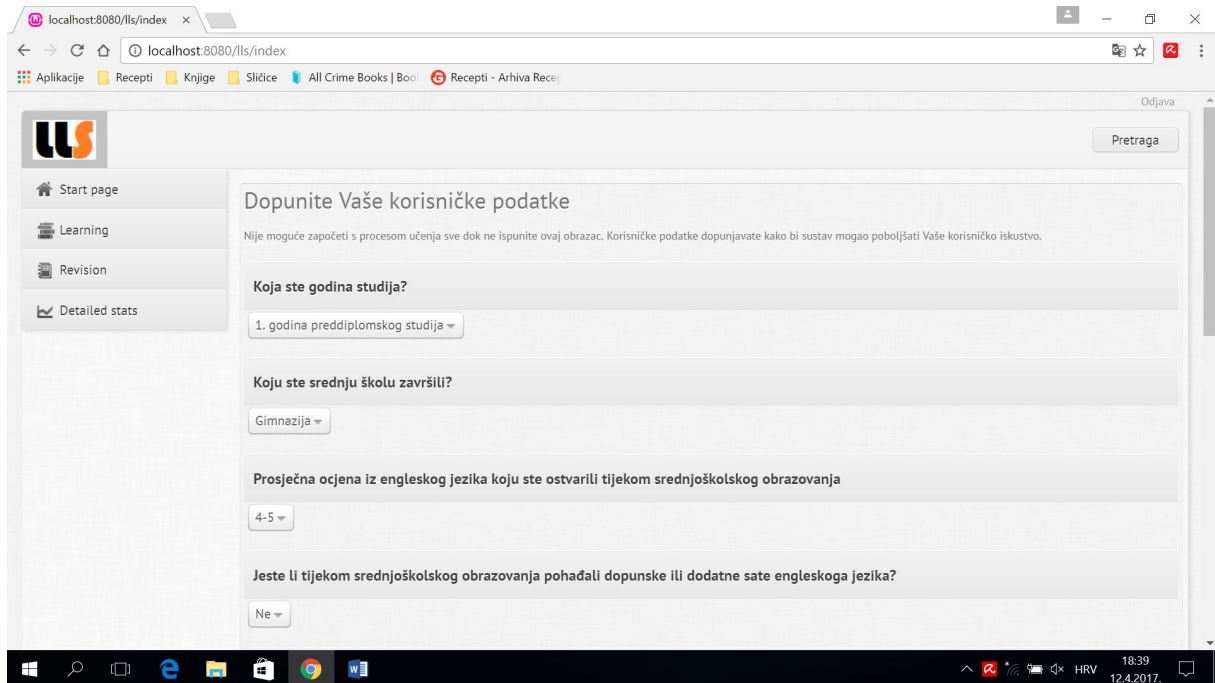 localhost:8080/lls/index
localhost:8080/lls/index
Aplikacije Recepti Knjige Sličice All Crime Books | Boo Recepti - Arhiva Rece
Odjava
LLS
Pretraga
Start page
Learning
Revision
Detailed stats
Dopunite Vaše korisničke podatke
Nije moguće započeti s procesom učenja sve dok ne ispunite ovaj obrazac. Korisničke podatke dopunjavate kako bi sustav mogao poboljšati Vaše korisničko iskustvo.
Koja ste godina studija?
1. godina preddiplomskog studija
Koju ste srednju školu završili?
Gimnazija
Prosječna ocjena iz engleskog jezika koju ste ostvarili tijekom srednjoškolskog obrazovanja
4-5
Jeste li tijekom srednjoškolskog obrazovanja pohađali dopunske ili dodatne sate engleskoga jezika?
Ne
HRV
18:39
12.4.2017.